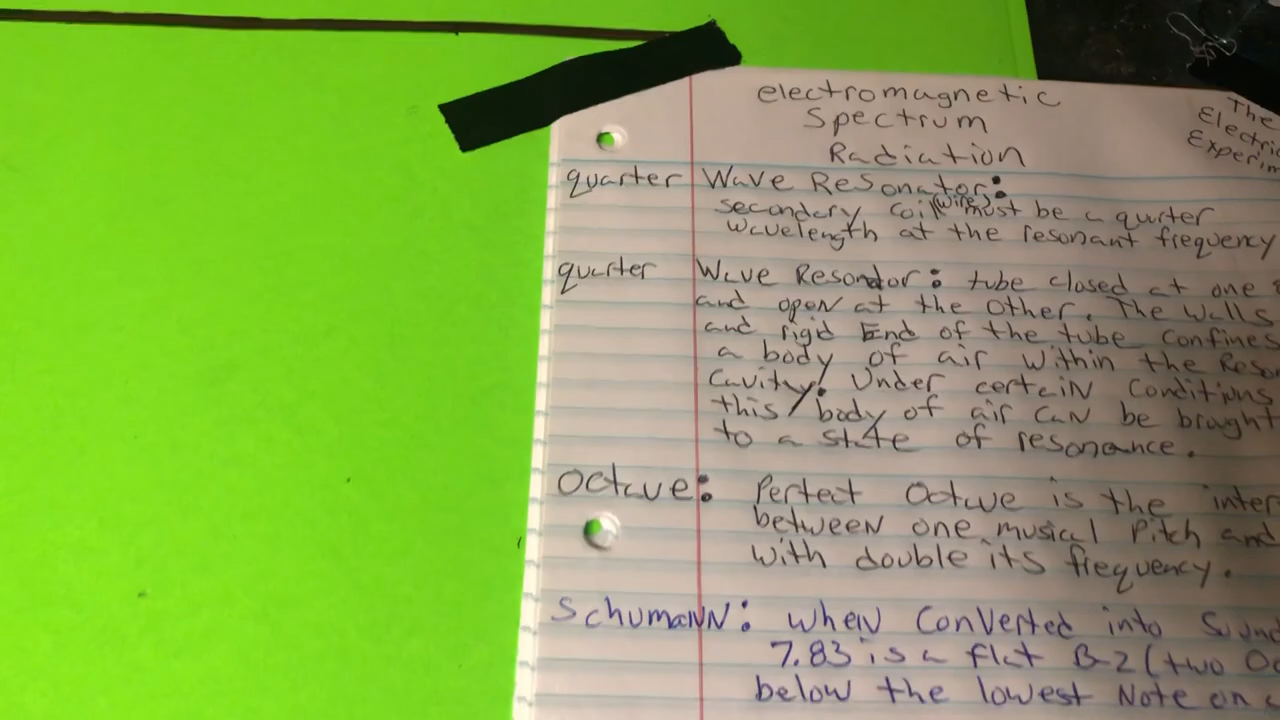 electromagnetic
Spectrum
Radiation
The
Electric
Experim
quarter Wave Resonator:
secondary coil (wire) must be a qurter
wavelength at the resonant frequency
quarter Wave Resonator: tube closed at one
and open at the other. The walls
and rigid End of the tube confines
a body of air within the Reson
Cavity! Under certain Conditions
this body of air can be brought
to a state of resonance.
Octave: Perfect Octave is the inter
between one musical Pitch and
with double its frequency.
Schumann: When Converted into Sound
7.83 is a flat B-2 (two Oc
below the lowest Note on